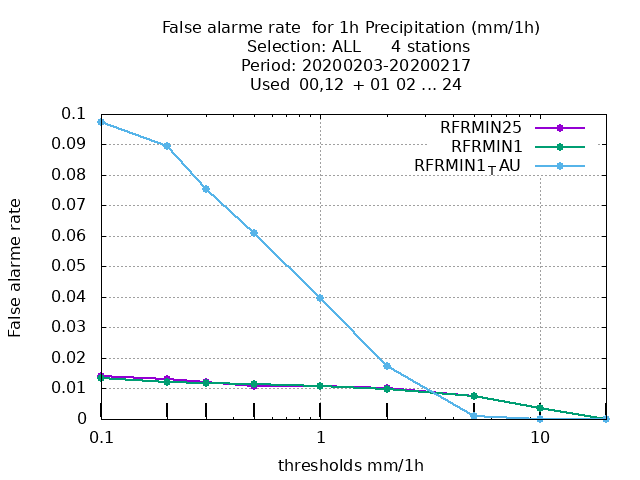 False alarme rate  for 1h Precipitation (mm/1h)
Selection: ALL      4 stations
Period: 20200203-20200217
Used  00,12  + 01 02 ... 24
RFRMIN25
RFRMIN1
RFRMIN1TAU
0.1
0.09
0.08
0.07
0.06
0.05
0.04
0.03
0.02
0.01
0
False alarme rate
0.1 1 10
thresholds mm/1h